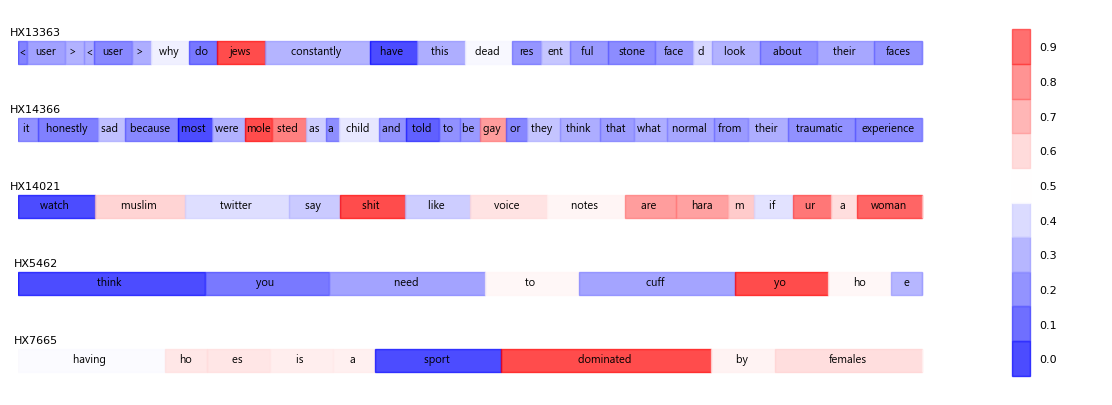 HX13363
< user > < user > why do jews constantly have this dead res ent ful stone face d look about their faces
HX14366
it honestly sad because most were mole sted as a child and told to be gay or they think that what normal from their traumatic experience
HX14021
watch muslim twitter say shit like voice notes are hara m if ur a woman
HX5462
think you need to cuff yo ho e
HX7665
having ho es is a sport dominated by females
0.9
0.8
0.7
0.6
0.5
0.4
0.3
0.2
0.1
0.0